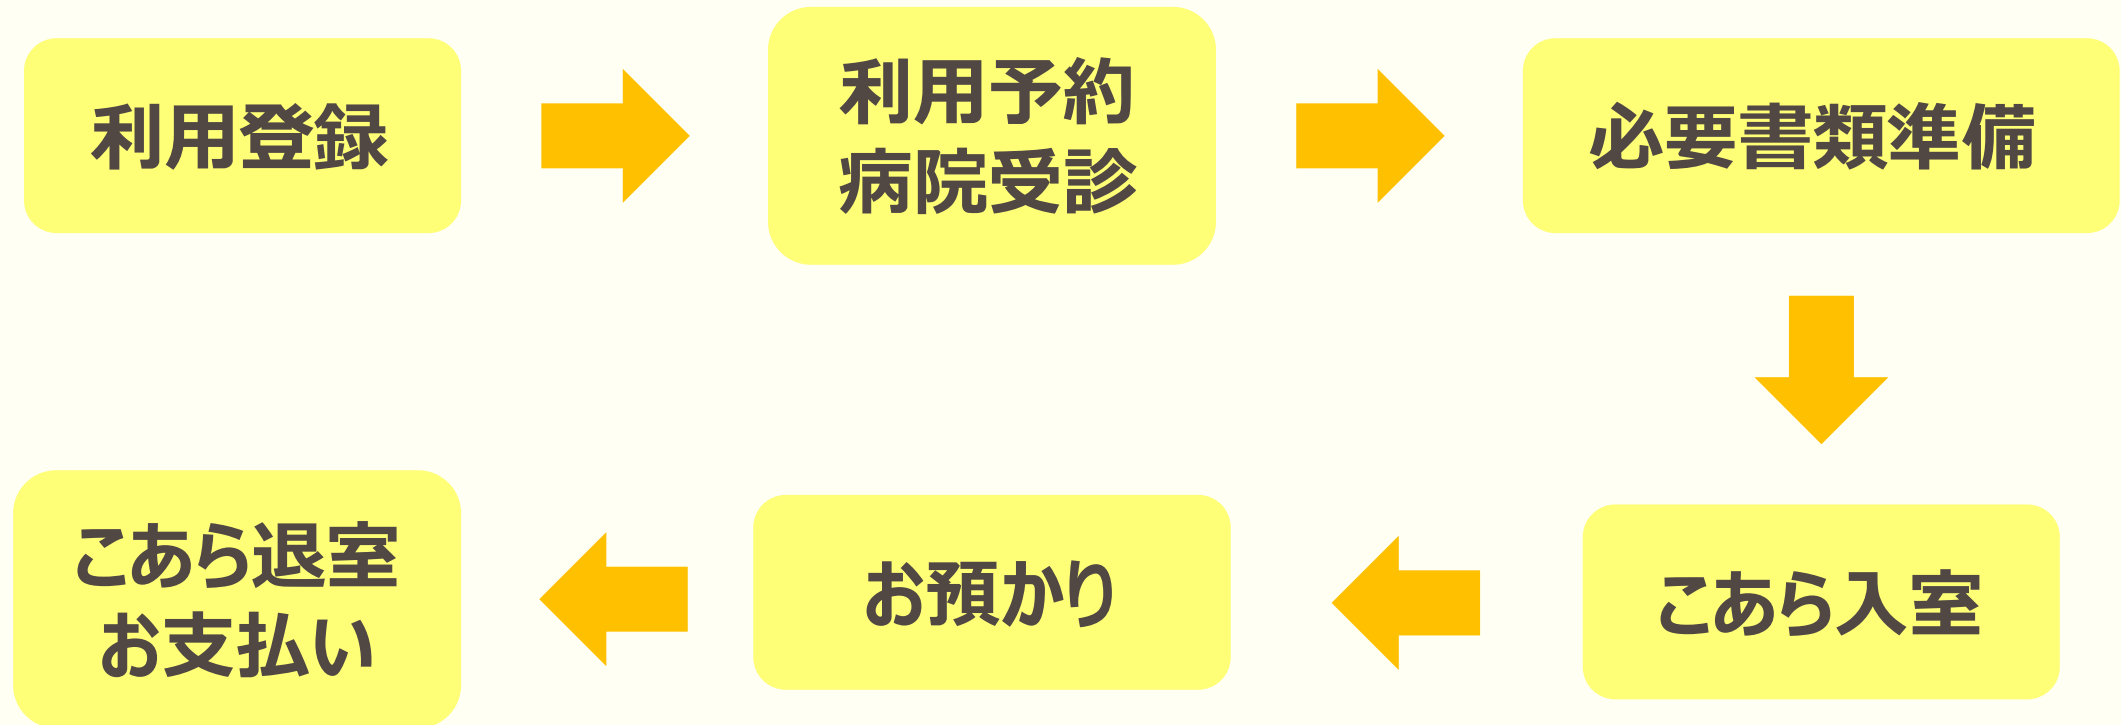 利用登録
利用予約
病院受診
必要書類準備
こあら入室
お預かり
こあら退室
お支払い